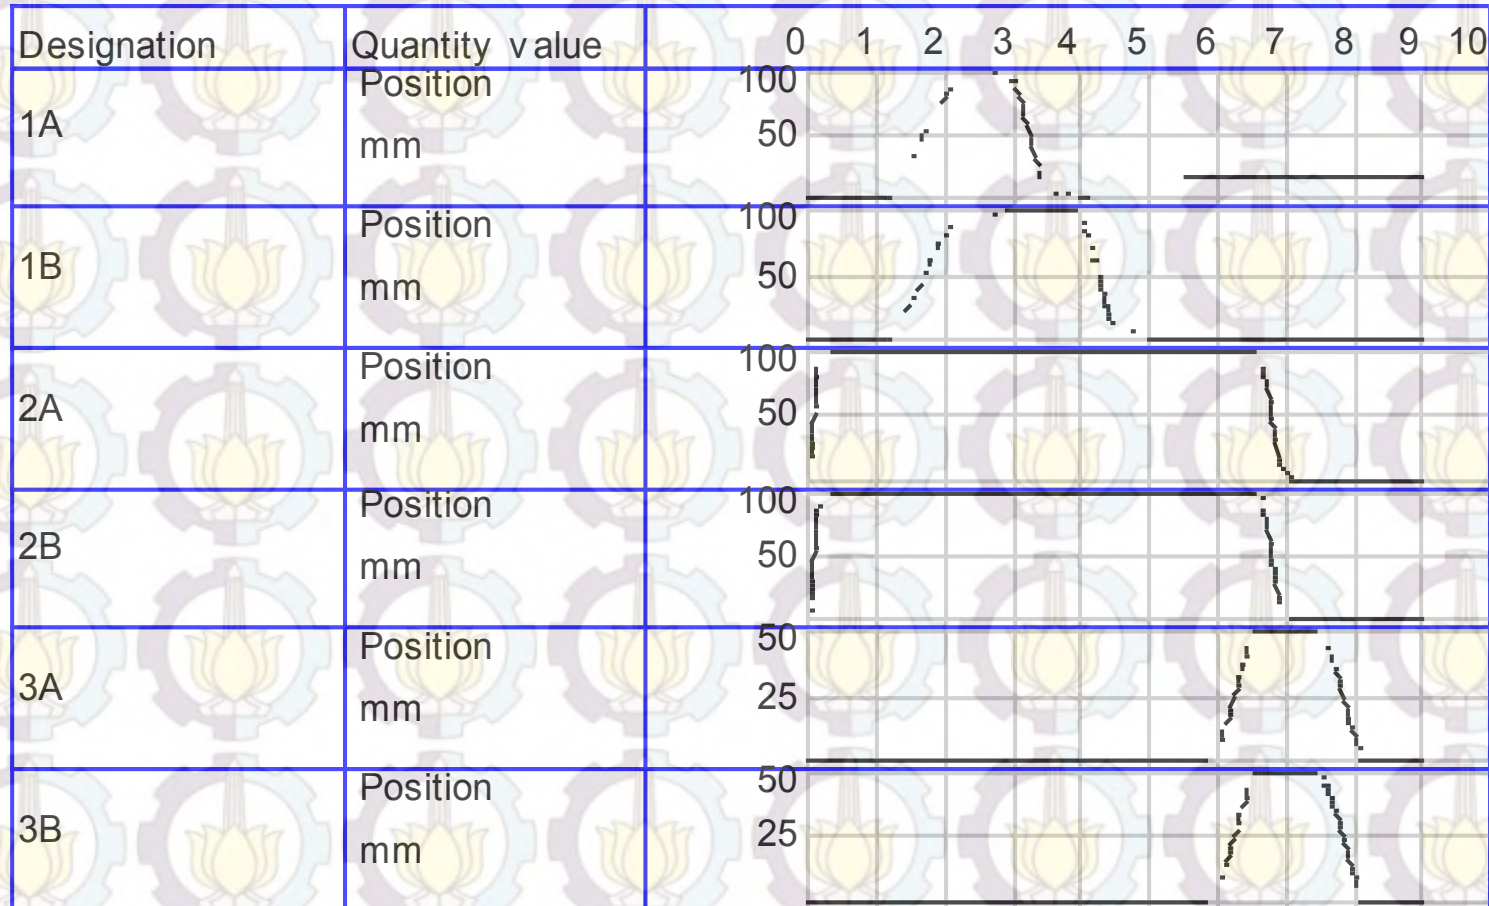 Designation Quantity value 0 1 2 3 4 5 6 7 8 9 10
1A Position mm 100 50
1B Position mm 100 50
2A Position mm 100 50
2B Position mm 100 50
3A Position mm 50 25
3B Position mm 50 25